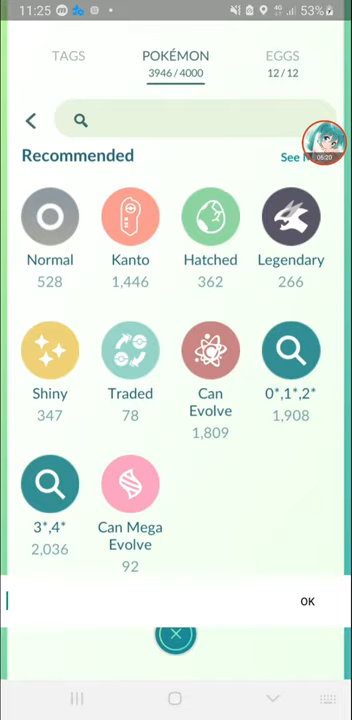 11:25
53%
TAGS
POKÉMON
EGGS
3946 / 4000
12 / 12
Recommended
See
05:20
Normal
528
Kanto
1,446
Hatched
362
Legendary
266
Shiny
347
Traded
78
Can
Evolve
1,809
0*,1*,2*
1,908
3*,4*
2,036
Can Mega
Evolve
92
OK